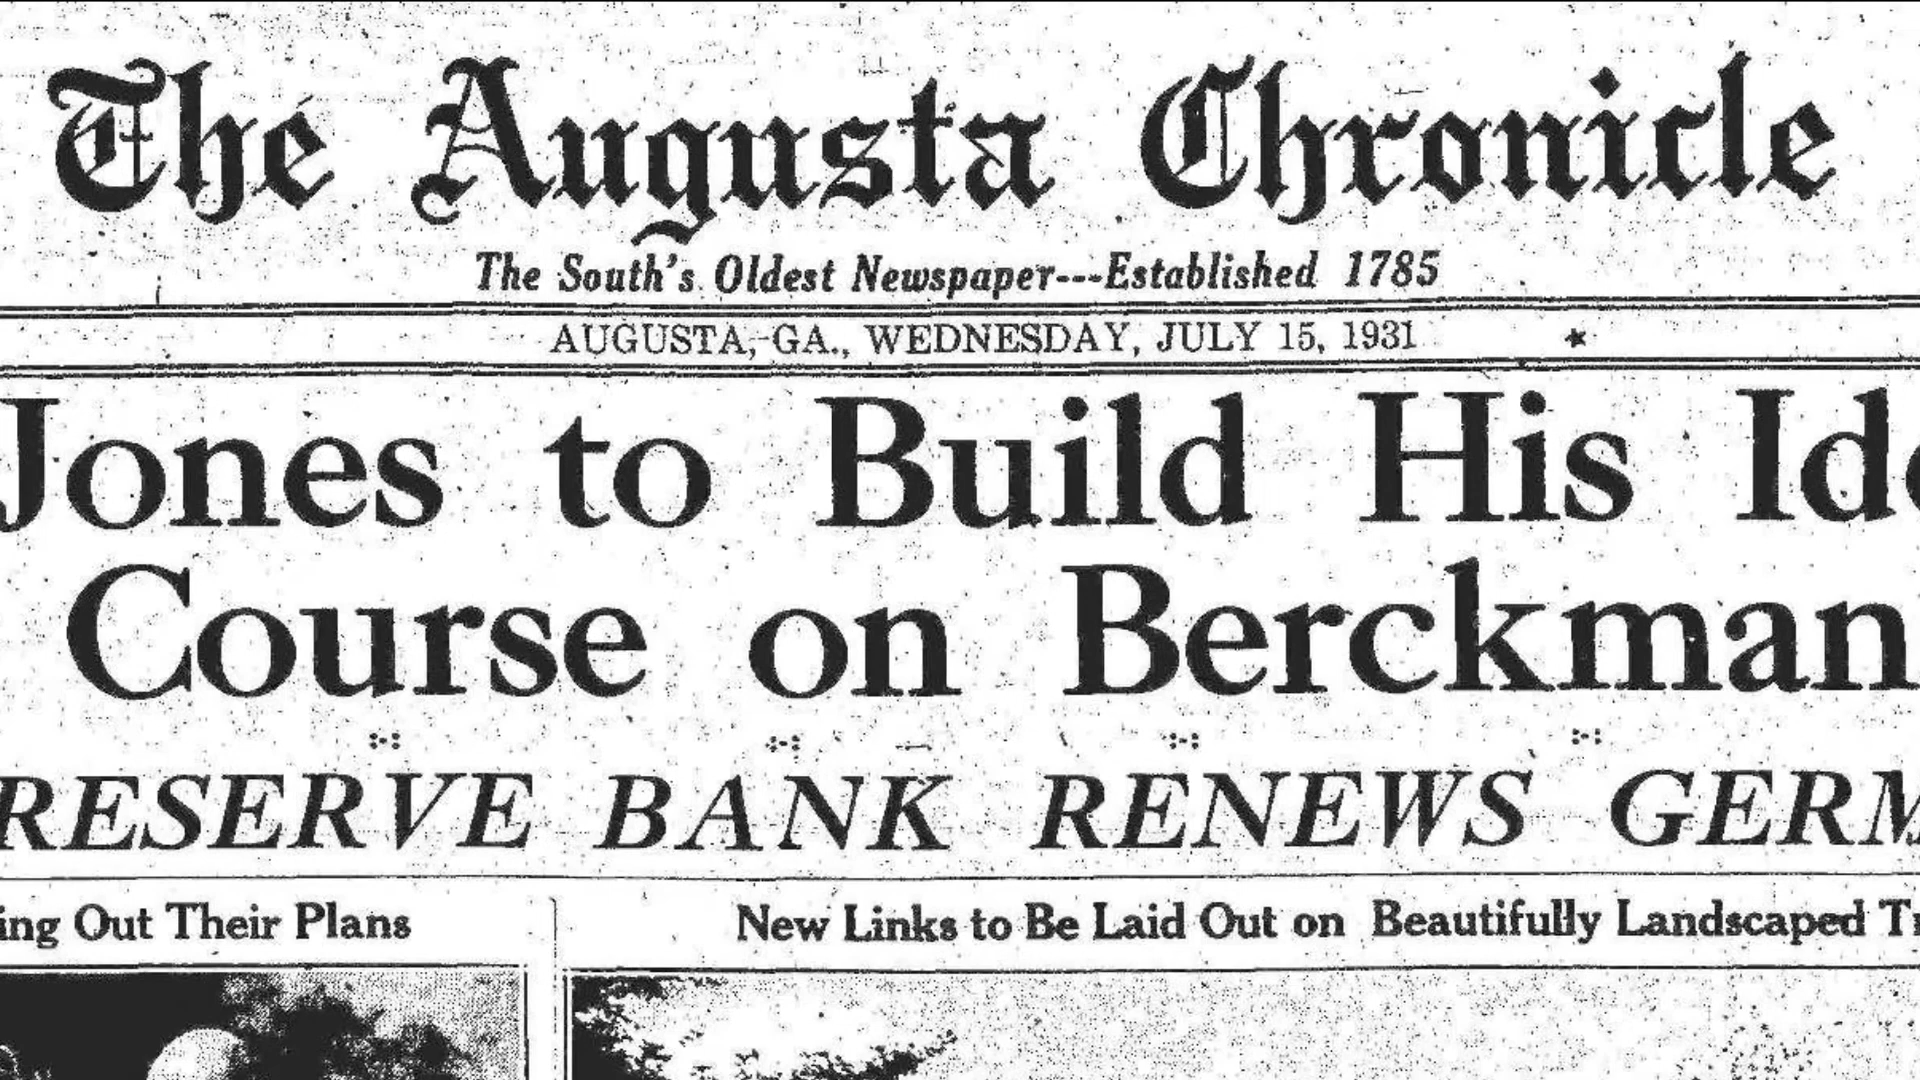 The Augusta Chronicle
The South's Oldest Newspaper---Established 1785
AUGUSTA, GA., WEDNESDAY, JULY 15, 1931
Jones to Build His
Course on Berckman
RESERVE BANK RENEWS GERM
ing Out Their Plans
New Links to Be Laid Out on Beautifully Landscaped